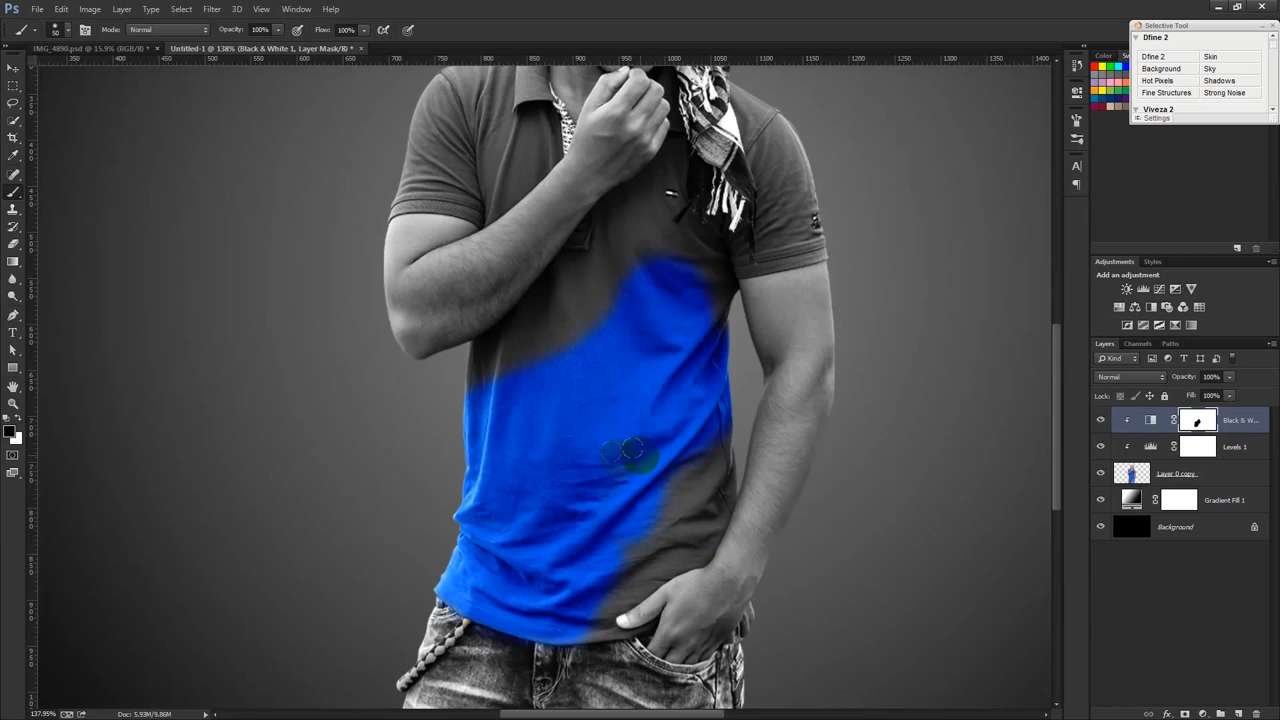 Ps File Edit Image Layer Type Select Filter 3D View Window Help
50 Mode: Normal Opacity: 100% Flow: 100%
IMG_4890.psd @ 15.9% (RGB/8) * × Untitled-1 @ 138% (Black & White 1, Layer Mask/8) * ×
350 400 450 500 550 600 650 700 750 800 850 900 950 1000 1050 1100 1150 1200 1250 1300 1350 1400
Selective Tool
Dfine 2
Dfine 2 Skin
Background Sky
Hot Pixels Shadows
Fine Structures Strong Noise
Viveza 2
Settings
Color
Adjustments Styles
Add an adjustment
Layers Channels Paths
Kind
Normal Opacity: 100%
Lock: Fill: 100%
Black & W...
Levels 1
Layer 0 copy
Gradient Fill 1
Background
137.95% Doc: 5.93M/9.86M